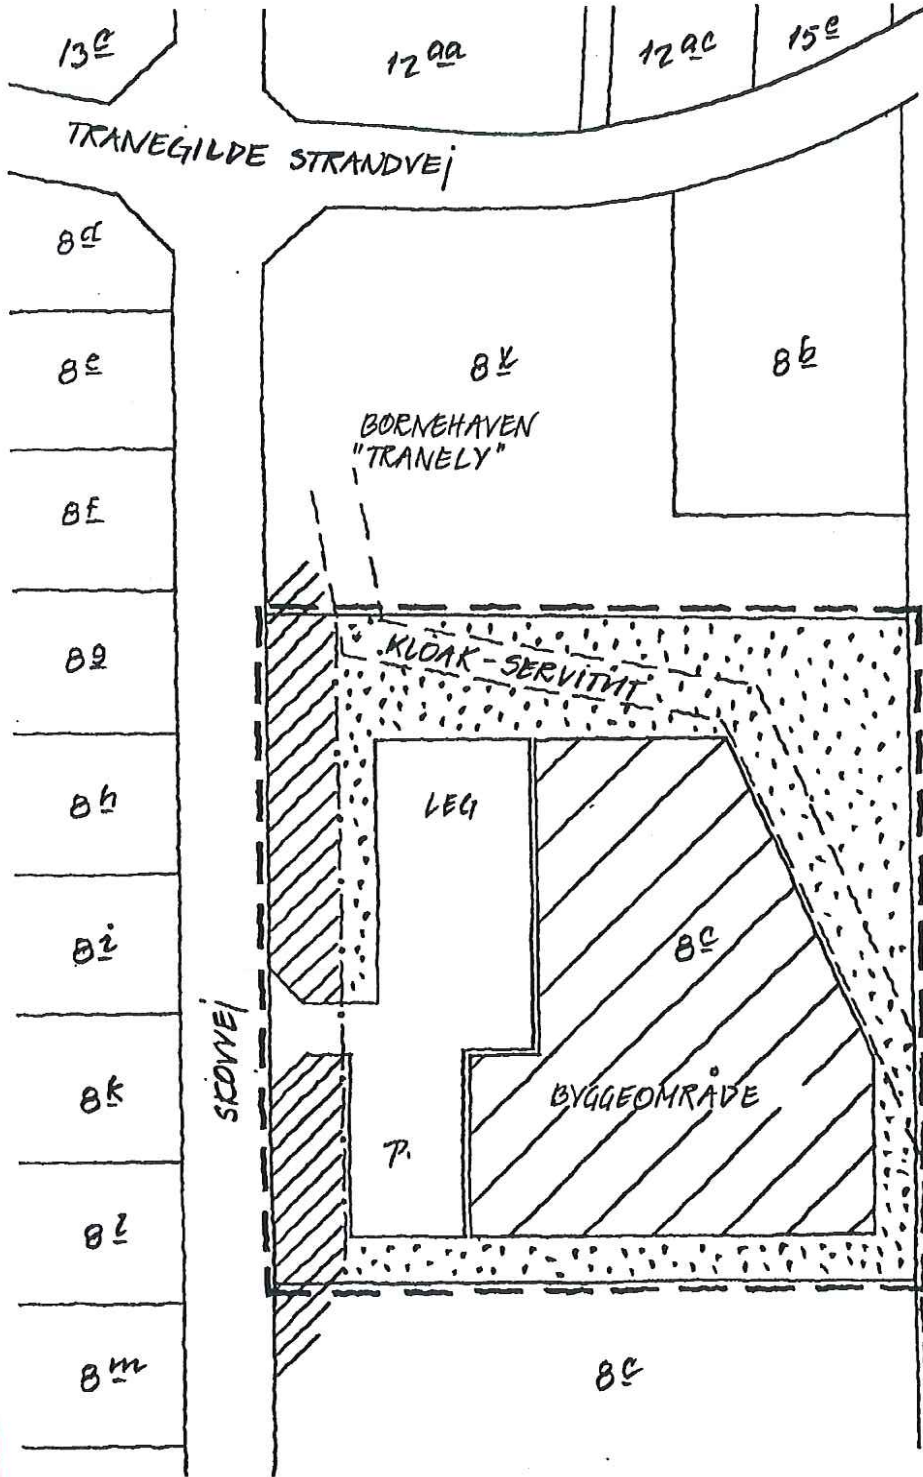 13a
12aa
12ac
15e
TRANEGILDE STRANDVEj
8d
8e
8v
8b
BØRNEHAVEN
"TRANELY"
8f
8g
KLOAK - SERVITUT
8h
LEG
8i
8c
SKOVVEj
8k
BYGGEOMRÅDE
P.
8l
8m
8c